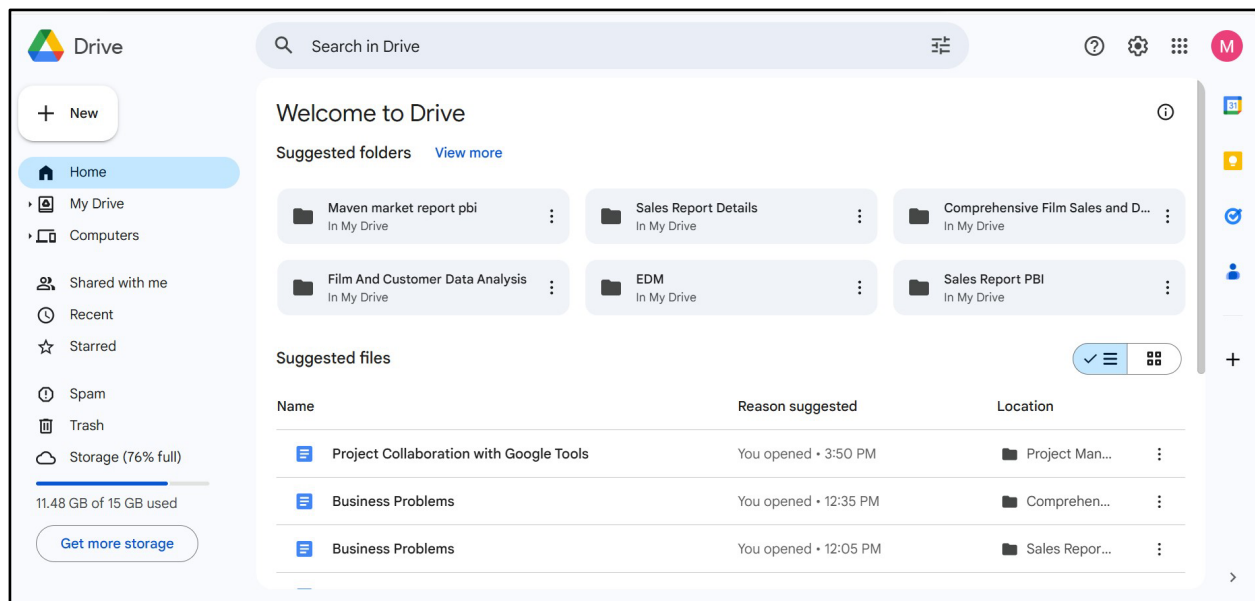 Drive
Search in Drive
M
New
Welcome to Drive
31
Suggested folders View more
Home
My Drive
Computers
Maven market report pbi
In My Drive
Sales Report Details
In My Drive
Comprehensive Film Sales and D...
In My Drive
Film And Customer Data Analysis
In My Drive
EDM
In My Drive
Sales Report PBI
In My Drive
Shared with me
Recent
Starred
Spam
Trash
Storage (76% full)
11.48 GB of 15 GB used
Get more storage
Suggested files
Name Reason suggested Location
Project Collaboration with Google Tools You opened • 3:50 PM Project Man...
Business Problems You opened • 12:35 PM Comprehen...
Business Problems You opened • 12:05 PM Sales Repor...